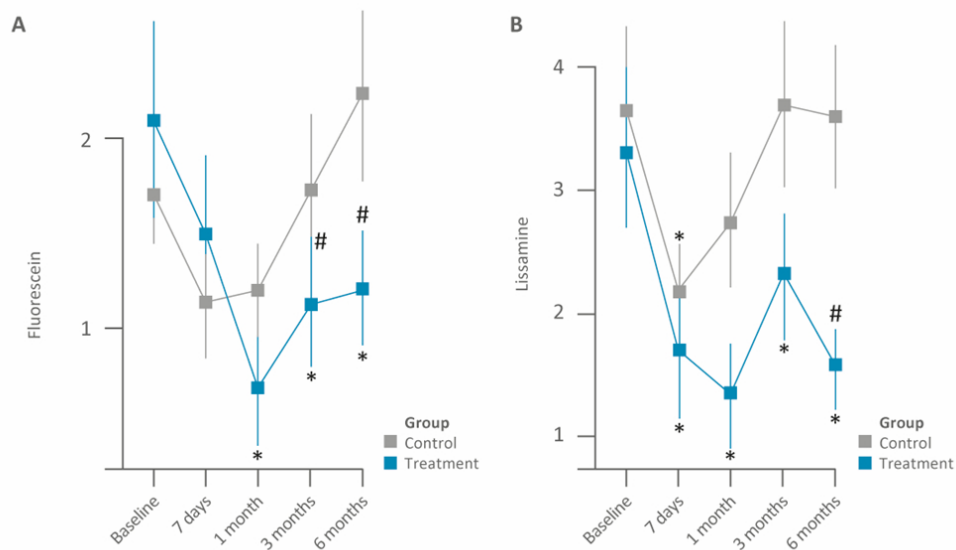 A
Fluorescein
2
1
#
#
*
*
*
Group
Control
Treatment
Baseline
7 days
1 month
3 months
6 months
B
Lissamine
4
3
2
1
*
*
*
*
#
*
Group
Control
Treatment
Baseline
7 days
1 month
3 months
6 months